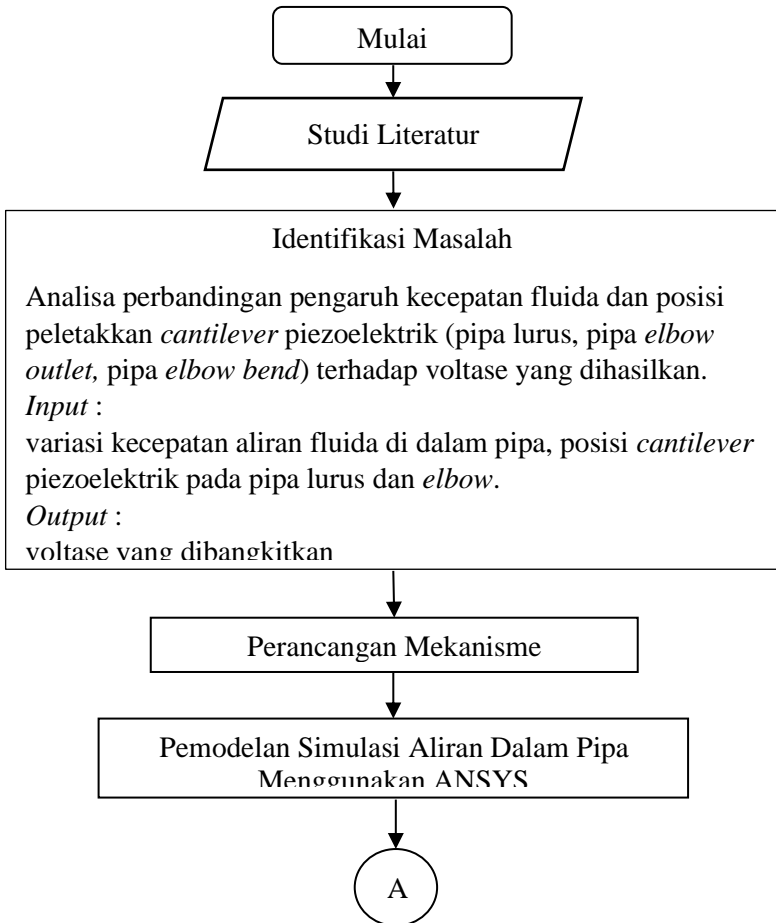 Mulai
Studi Literatur
Identifikasi Masalah
Analisa perbandingan pengaruh kecepatan fluida dan posisi
peletakkan cantilever piezoelektrik (pipa lurus, pipa elbow
outlet, pipa elbow bend) terhadap voltase yang dihasilkan.
Input :
variasi kecepatan aliran fluida di dalam pipa, posisi cantilever
piezoelektrik pada pipa lurus dan elbow.
Output :
voltase yang dibangkitkan
Perancangan Mekanisme
Pemodelan Simulasi Aliran Dalam Pipa
Menggunakan ANSYS
A